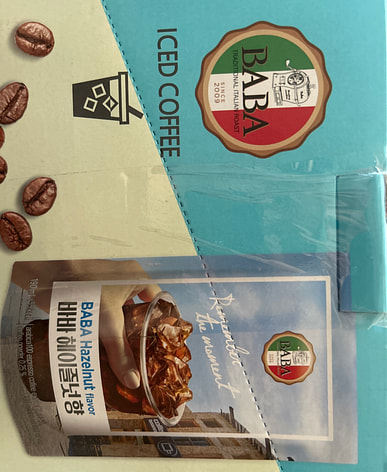 BABA
TRADITIONAL ITALIAN ROAST
SINCE
2009
ICED COFFEE
BABA
Remember
the moment
BABA Hazelnut flavor
바바 헤이즐넛향